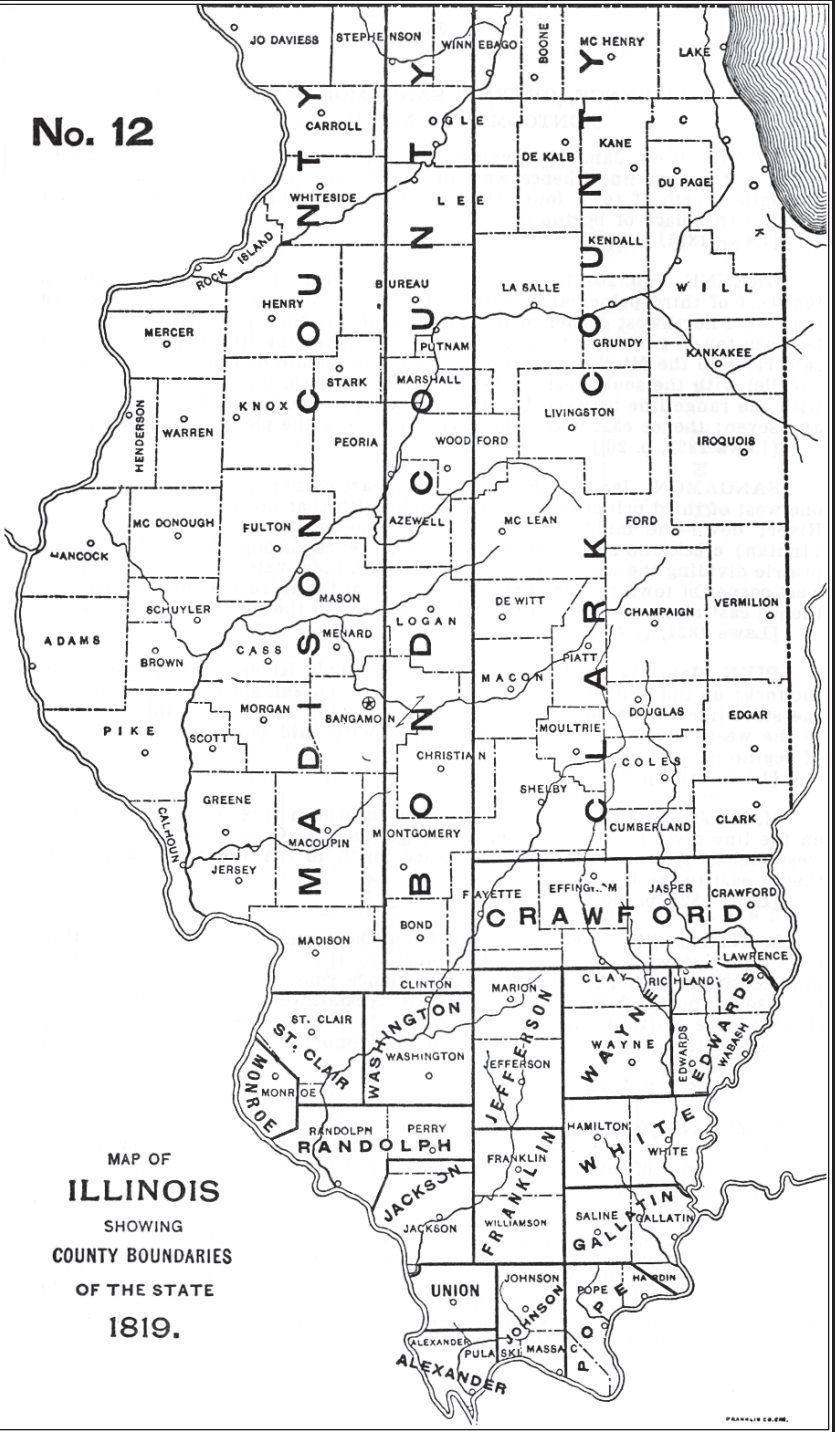 No. 12
JO DAVIESS
STEPHENSON
WINNEBAGO
BOONE
MC HENRY
LAKE
CARROLL
OGLE
DE KALB
KANE
C
DU PAGE
K
WHITESIDE
LEE
ROCK ISLAND
KENDALL
WILL
HENRY
BUREAU
LA SALLE
MERCER
PUTNAM
GRUNDY
KANKAKEE
STARK
MARSHALL
HENDERSON
WARREN
KNOX
LIVINGSTON
PEORIA
WOODFORD
IROQUOIS
MC DONOUGH
FULTON
TAZEWELL
MC LEAN
FORD
HANCOCK
MASON
SCHUYLER
LOGAN
DE WITT
CHAMPAIGN
VERMILION
ADAMS
CASS
MENARD
BROWN
PIATT
MACON
MORGAN
SANGAMON
DOUGLAS
EDGAR
PIKE
SCOTT
MOULTRIE
CHRISTIAN
COLES
SHELBY
GREENE
CALHOUN
MACOUPIN
MONTGOMERY
CUMBERLAND
CLARK
JERSEY
MADISON COUNTY
BOND COUNTY
CLARK COUNTY
FAYETTE
EFFINGHAM
JASPER
CRAWFORD
CRAWFORD
BOND
MADISON
LAWRENCE
CLINTON
MARION
CLAY
RICHLAND
ST. CLAIR
ST. CLAIR
WASHINGTON
WASHINGTON
JEFFERSON
JEFFERSON
WAYNE
WAYNE
EDWARDS
EDWARDS
WABASH
MONROE
MONROE
RANDOLPH
PERRY
RANDOLPH
HAMILTON
WHITE
WHITE
FRANKLIN
FRANKLIN
JACKSON
JACKSON
WILLIAMSON
SALINE
GALLATIN
GALLATIN
UNION
JOHNSON
JOHNSON
POPE
POPE
HARDIN
ALEXANDER
PULASKI
MASSAC
ALEXANDER
MAP OF
ILLINOIS
SHOWING
COUNTY BOUNDARIES
OF THE STATE
1819.
FRANKLIN CO. CHI.